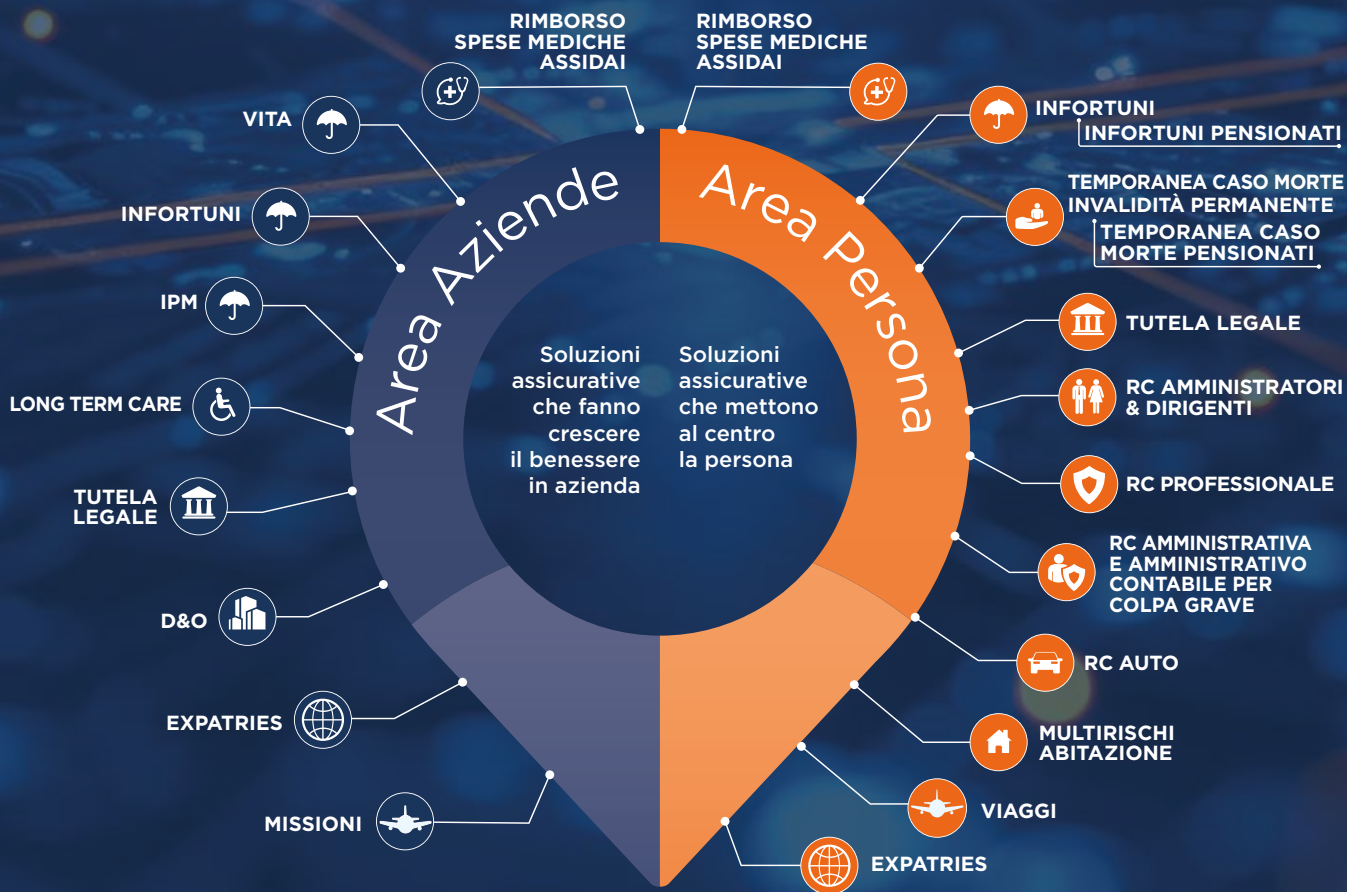 RIMBORSO
SPESE MEDICHE
ASSIDAI
VITA
INFORTUNI
IPM
LONG TERM CARE
TUTELA
LEGALE
D&O
EXPATRIES
MISSIONI
Area Aziende
Soluzioni
assicurative
che fanno
crescere
il benessere
in azienda
Area Persona
Soluzioni
assicurative
che mettono
al centro
la persona
RIMBORSO
SPESE MEDICHE
ASSIDAI
INFORTUNI
INFORTUNI PENSIONATI
TEMPORANEA CASO MORTE
INVALIDITÀ PERMANENTE
TEMPORANEA CASO
MORTE PENSIONATI
TUTELA LEGALE
RC AMMINISTRATORI
& DIRIGENTI
RC PROFESSIONALE
RC AMMINISTRATIVA
E AMMINISTRATIVO
CONTABILE PER
COLPA GRAVE
RC AUTO
MULTIRISCHI
ABITAZIONE
VIAGGI
EXPATRIES